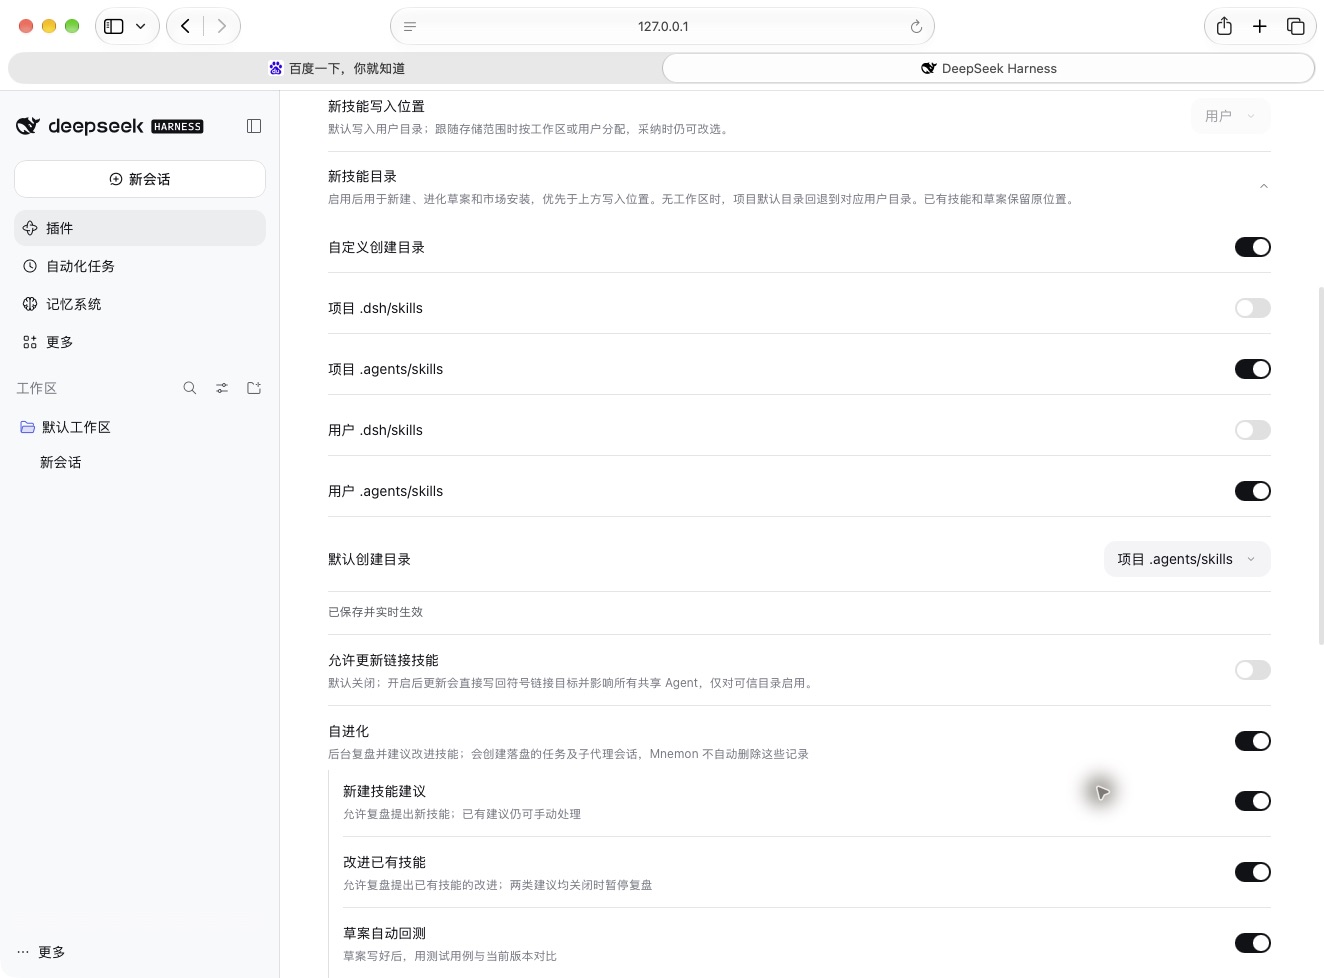 127.0.0.1
百度一下，你就知道
DeepSeek Harness
deepseek HARNESS
新会话
插件
自动化任务
记忆系统
更多
工作区
默认工作区
新会话
更多
新技能写入位置
默认写入用户目录；跟随存储范围时按工作区或用户分配，采纳时仍可改选。
用户
新技能目录
启用后用于新建、进化草案和市场安装，优先于上方写入位置。无工作区时，项目默认目录回退到对应用户目录。已有技能和草案保留原位置。
自定义创建目录
项目 .dsh/skills
项目 .agents/skills
用户 .dsh/skills
用户 .agents/skills
默认创建目录
项目 .agents/skills
已保存并实时生效
允许更新链接技能
默认关闭；开启后更新会直接写回符号链接目标并影响所有共享 Agent，仅对可信目录启用。
自进化
后台复盘并建议改进技能；会创建落盘的任务及子代理会话，Mnemon 不自动删除这些记录
新建技能建议
允许复盘提出新技能；已有建议仍可手动处理
改进已有技能
允许复盘提出已有技能的改进；两类建议均关闭时暂停复盘
草案自动回测
草案写好后，用测试用例与当前版本对比